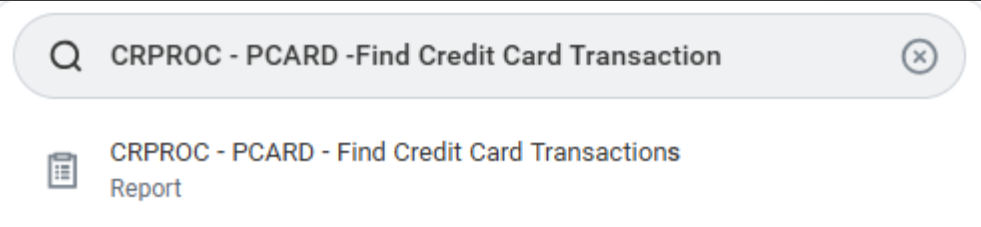 CRPROC - PCARD -Find Credit Card Transaction
CRPROC - PCARD - Find Credit Card Transactions
Report